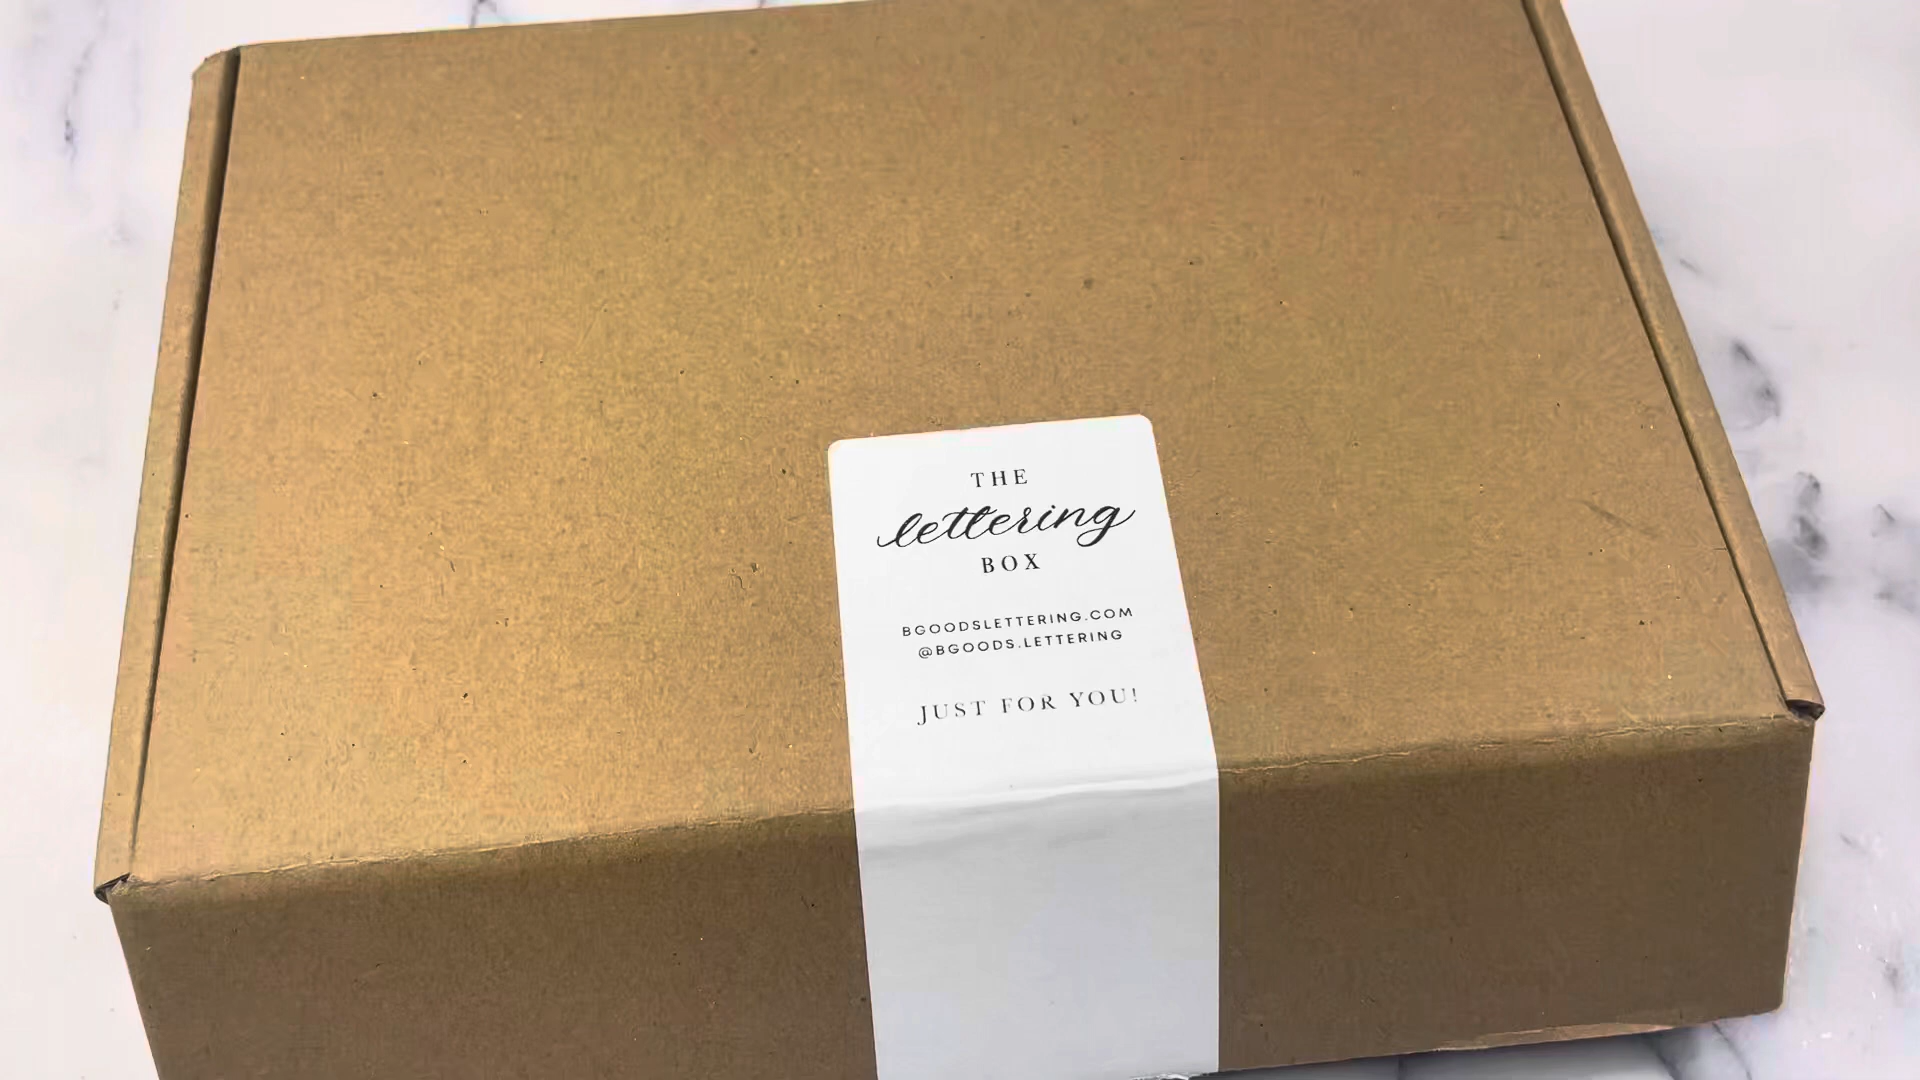 THE
lettering
BOX
BGOODSLETTERING.COM
@BGOODS.LETTERING
JUST FOR YOU!